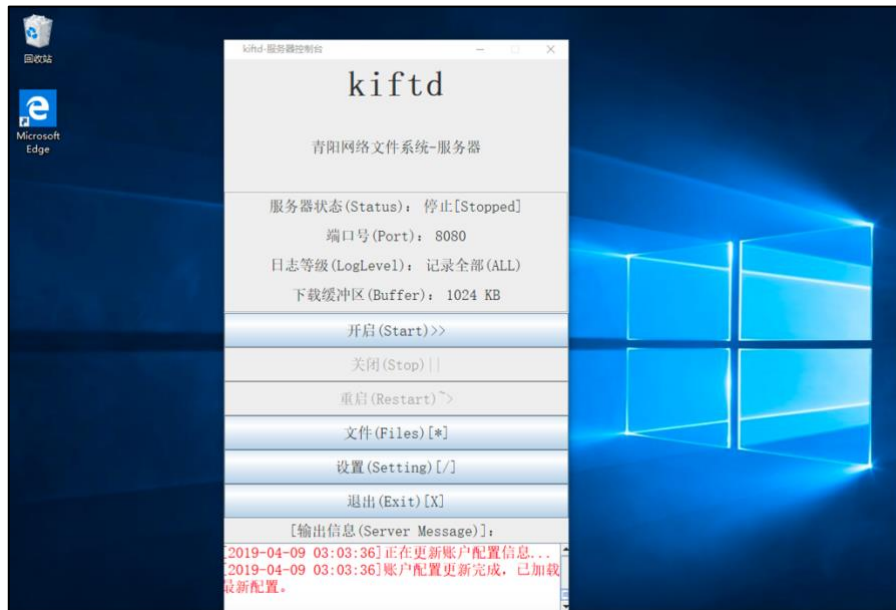 回收站
Microsoft
Edge
kiftd-服务器控制台
kiftd
青阳网络文件系统-服务器
服务器状态(Status): 停止[Stopped]
端口号(Port): 8080
日志等级(LogLevel): 记录全部(ALL)
下载缓冲区(Buffer): 1024 KB
开启(Start)>>
关闭(Stop)||
重启(Restart)~>
文件(Files)[*]
设置(Setting)[/]
退出(Exit)[X]
[输出信息(Server Message)]:
[2019-04-09 03:03:36]正在更新账户配置信息...
[2019-04-09 03:03:36]账户配置更新完成，已加载
最新配置。